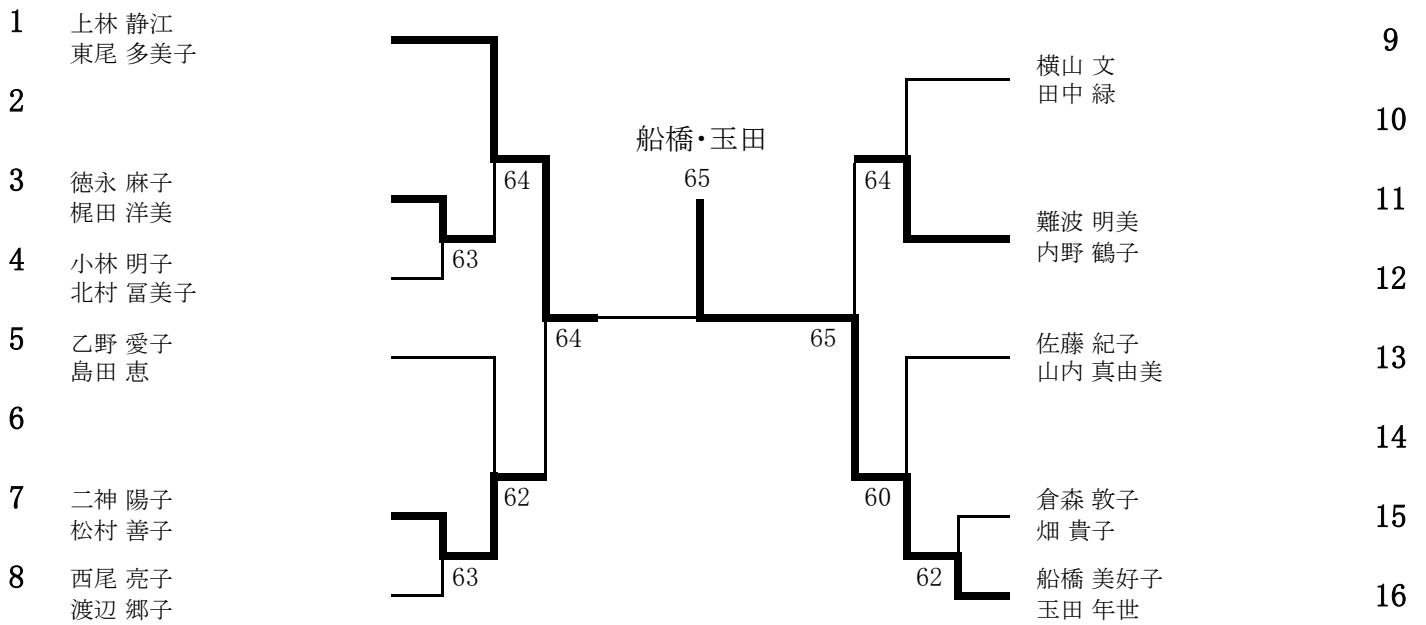 1
上林 静江
東尾 多美子
2
3
徳永 麻子
梶田 洋美
4
小林 明子
北村 冨美子
5
乙野 愛子
島田 恵
6
7
二神 陽子
松村 善子
8
西尾 亮子
渡辺 郷子
64
63
64
62
63
船橋・玉田
65
64
65
60
62
横山 文
田中 緑
難波 明美
内野 鶴子
佐藤 紀子
山内 真由美
倉森 敦子
畑 貴子
船橋 美好子
玉田 年世
9
10
11
12
13
14
15
16